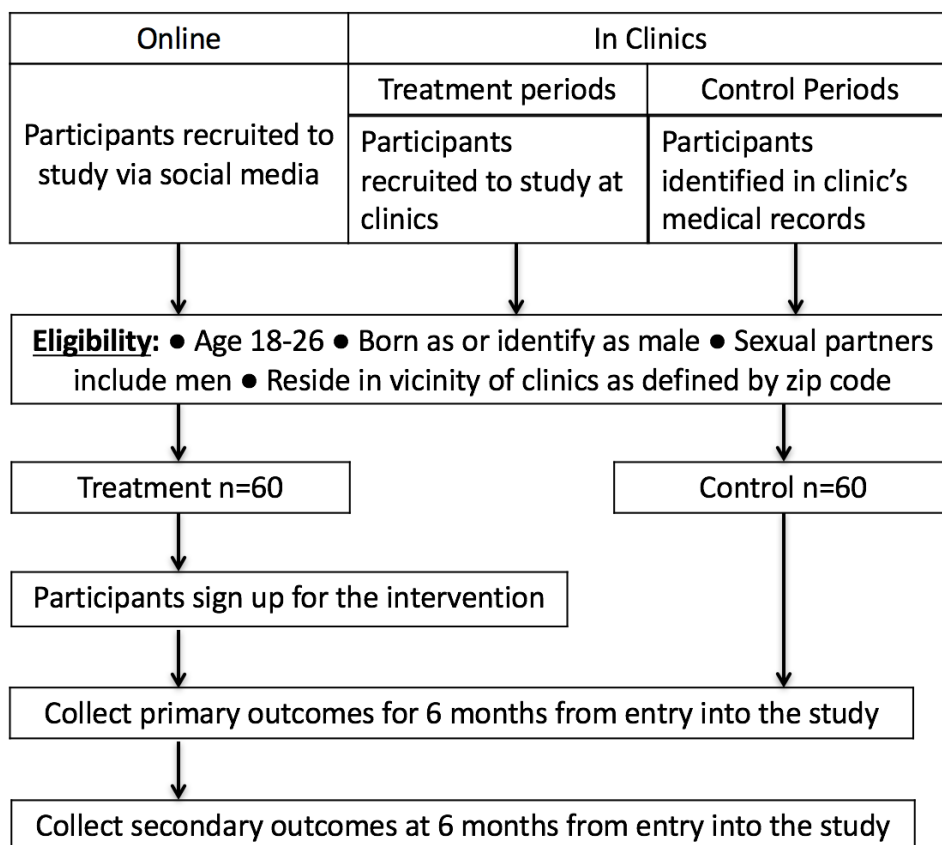 Online
In Clinics
Treatment periods
Control Periods
Participants recruited to
study via social media
Participants
recruited to study at
clinics
Participants
identified in clinic’s
medical records
Eligibility: ● Age 18-26 ● Born as or identify as male ● Sexual partners
include men ● Reside in vicinity of clinics as defined by zip code
Treatment n=60
Control n=60
Participants sign up for the intervention
Collect primary outcomes for 6 months from entry into the study
Collect secondary outcomes at 6 months from entry into the study